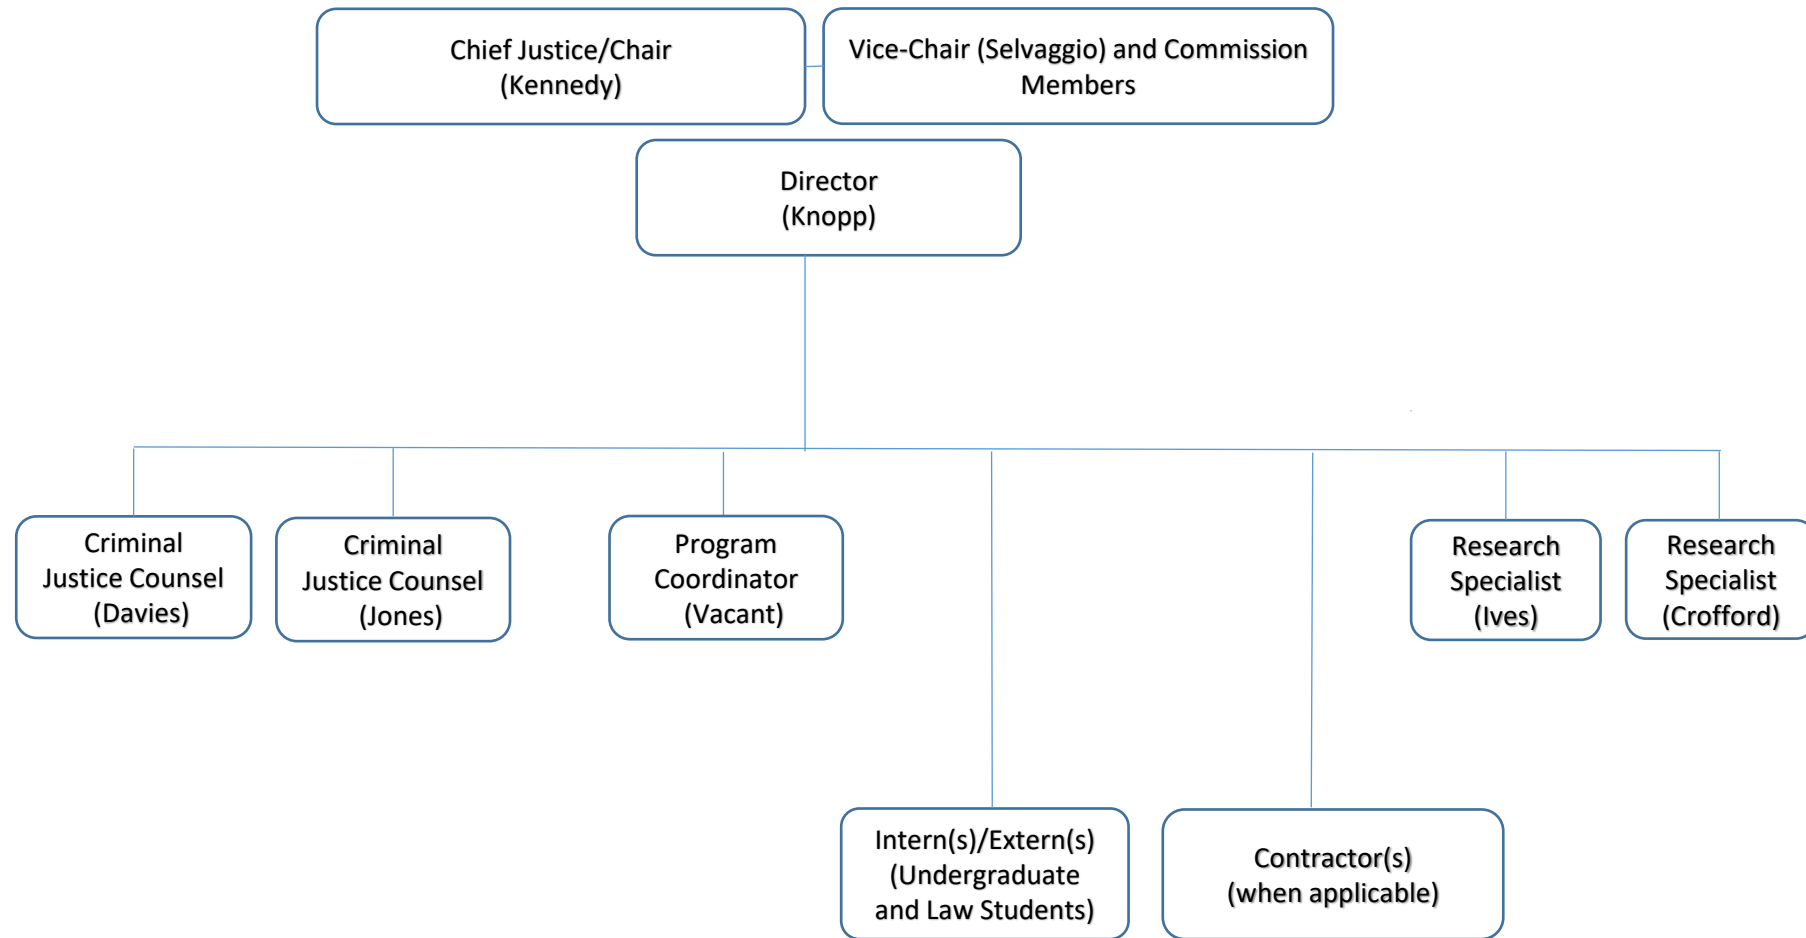 Chief Justice/Chair
(Kennedy)
Vice-Chair (Selvaggio) and Commission
Members
Director
(Knopp)
Criminal
Justice Counsel
(Davies)
Criminal
Justice Counsel
(Jones)
Program
Coordinator
(Vacant)
Research
Specialist
(Ives)
Research
Specialist
(Crofford)
Intern(s)/Extern(s)
(Undergraduate
and Law Students)
Contractor(s)
(when applicable)